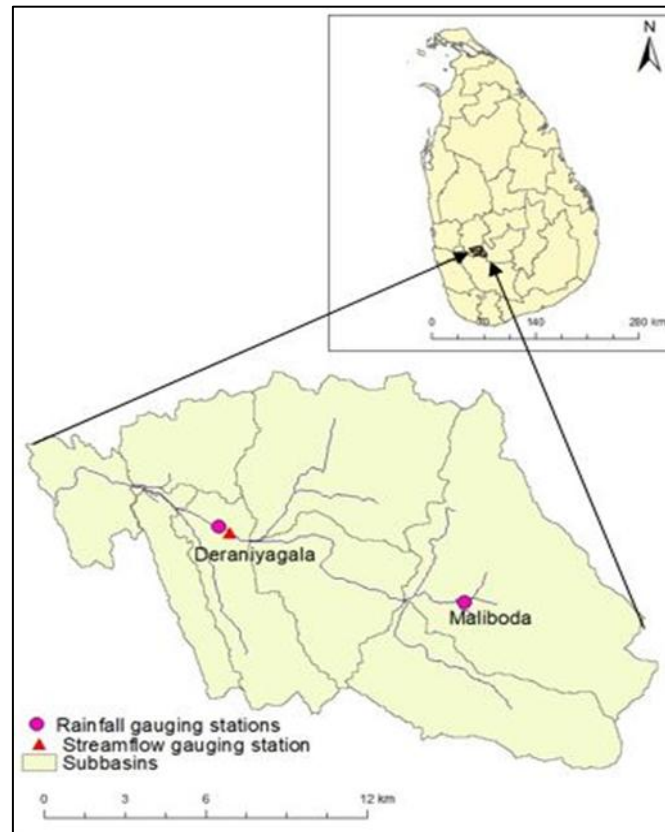 N
0 70 140 280 km
Deraniyagala
Maliboda
Rainfall gauging stations
Streamflow gauging station
Subbasins
0 3 6 12 km